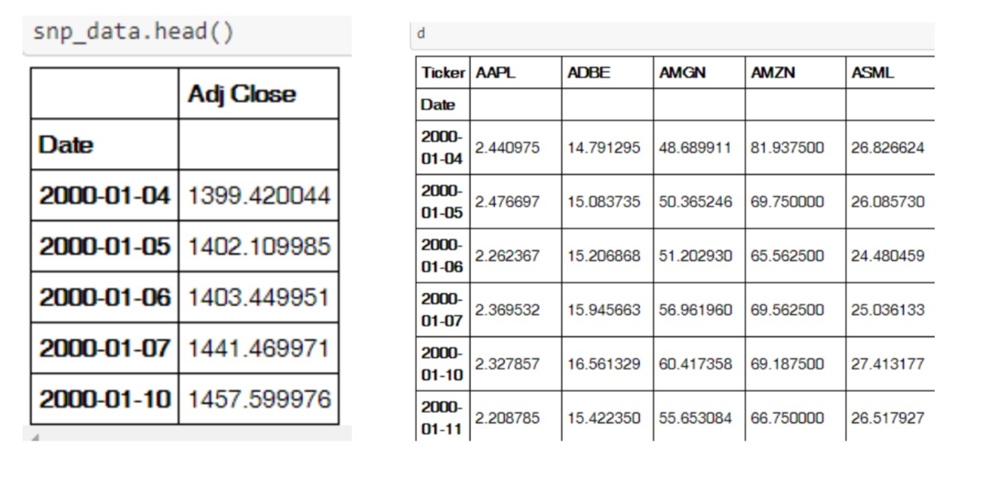 snp_data.head()
Adj Close
Date
2000-01-04 1399.420044
2000-01-05 1402.109985
2000-01-06 1403.449951
2000-01-07 1441.469971
2000-01-10 1457.599976
d
Ticker AAPL ADBE AMGN AMZN ASML
Date
2000-
01-04 2.440975 14.791295 48.689911 81.937500 26.826624
2000-
01-05 2.476697 15.083735 50.365246 69.750000 26.085730
2000-
01-06 2.262367 15.206868 51.202930 65.562500 24.480459
2000-
01-07 2.369532 15.945663 56.961960 69.562500 25.036133
2000-
01-10 2.327857 16.561329 60.417358 69.187500 27.413177
2000-
01-11 2.208785 15.422350 55.653084 66.750000 26.517927